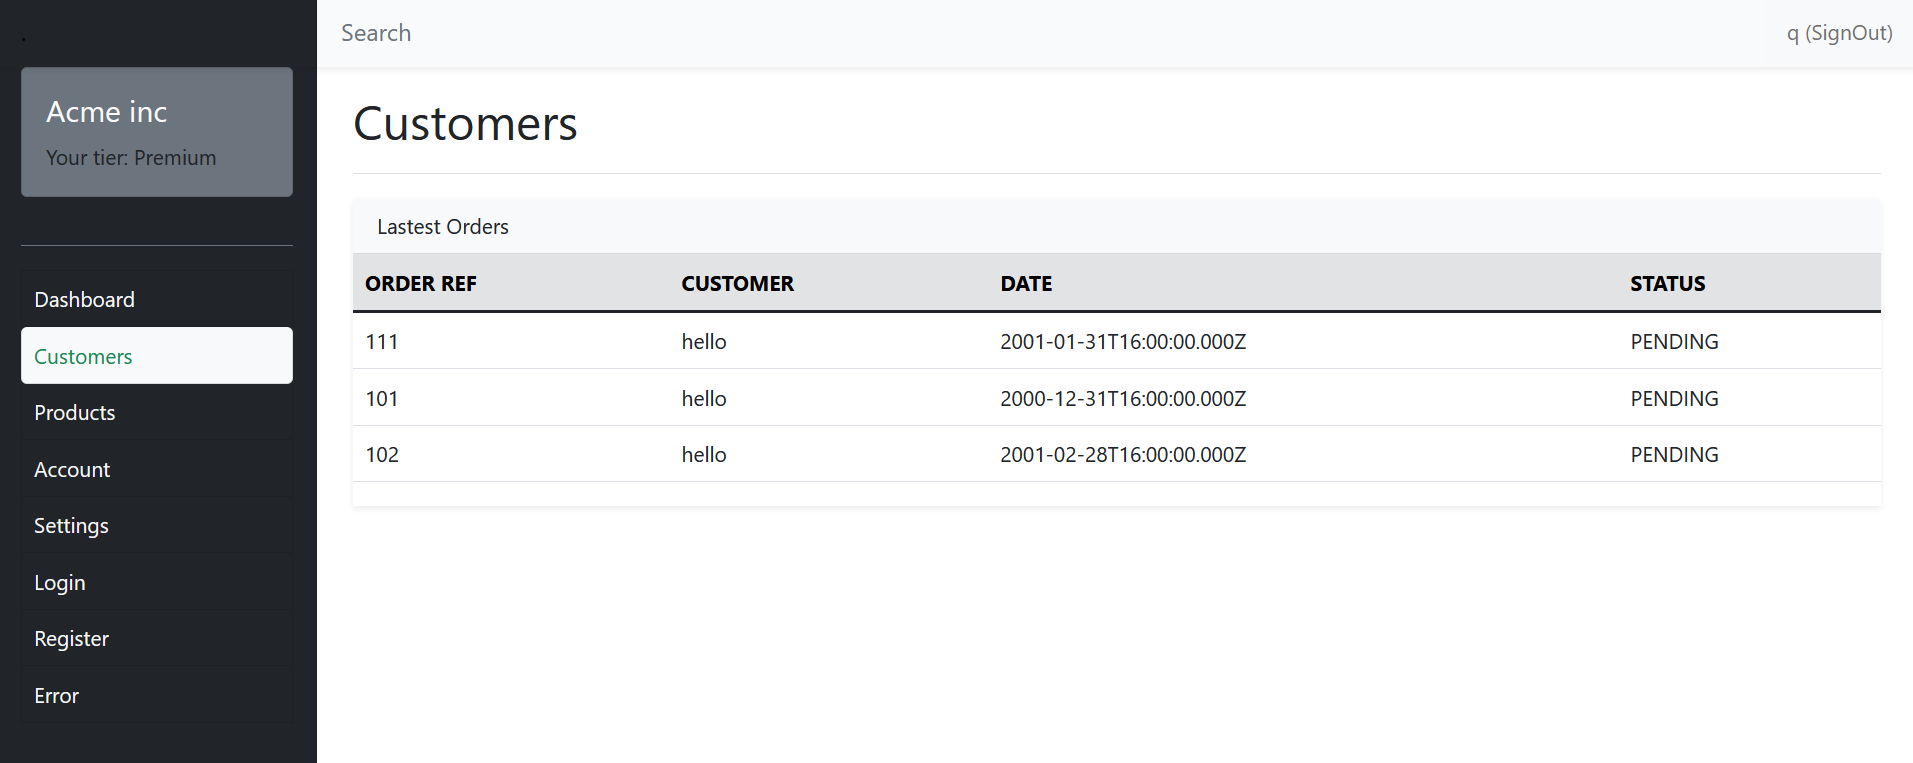 .
Search
q (SignOut)
Acme inc
Your tier: Premium
Dashboard
Customers
Products
Account
Settings
Login
Register
Error
Customers
Lastest Orders
ORDER REF CUSTOMER DATE STATUS
111 hello 2001-01-31T16:00:00.000Z PENDING
101 hello 2000-12-31T16:00:00.000Z PENDING
102 hello 2001-02-28T16:00:00.000Z PENDING